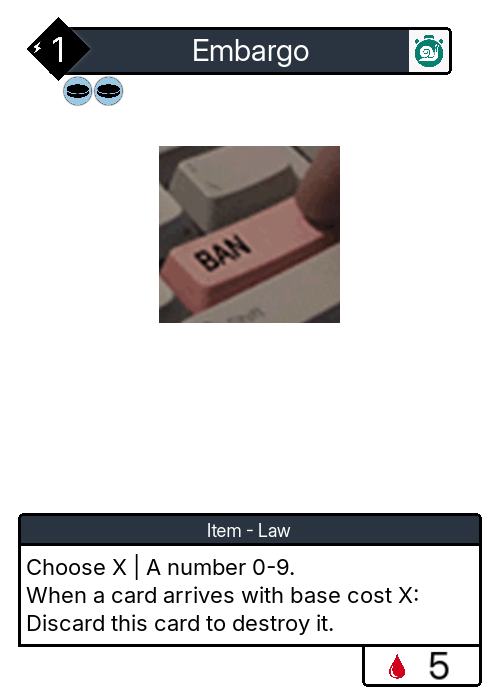 1
Embargo
BAN
Shift
Item - Law
Choose X | A number 0-9.
When a card arrives with base cost X:
Discard this card to destroy it.
5